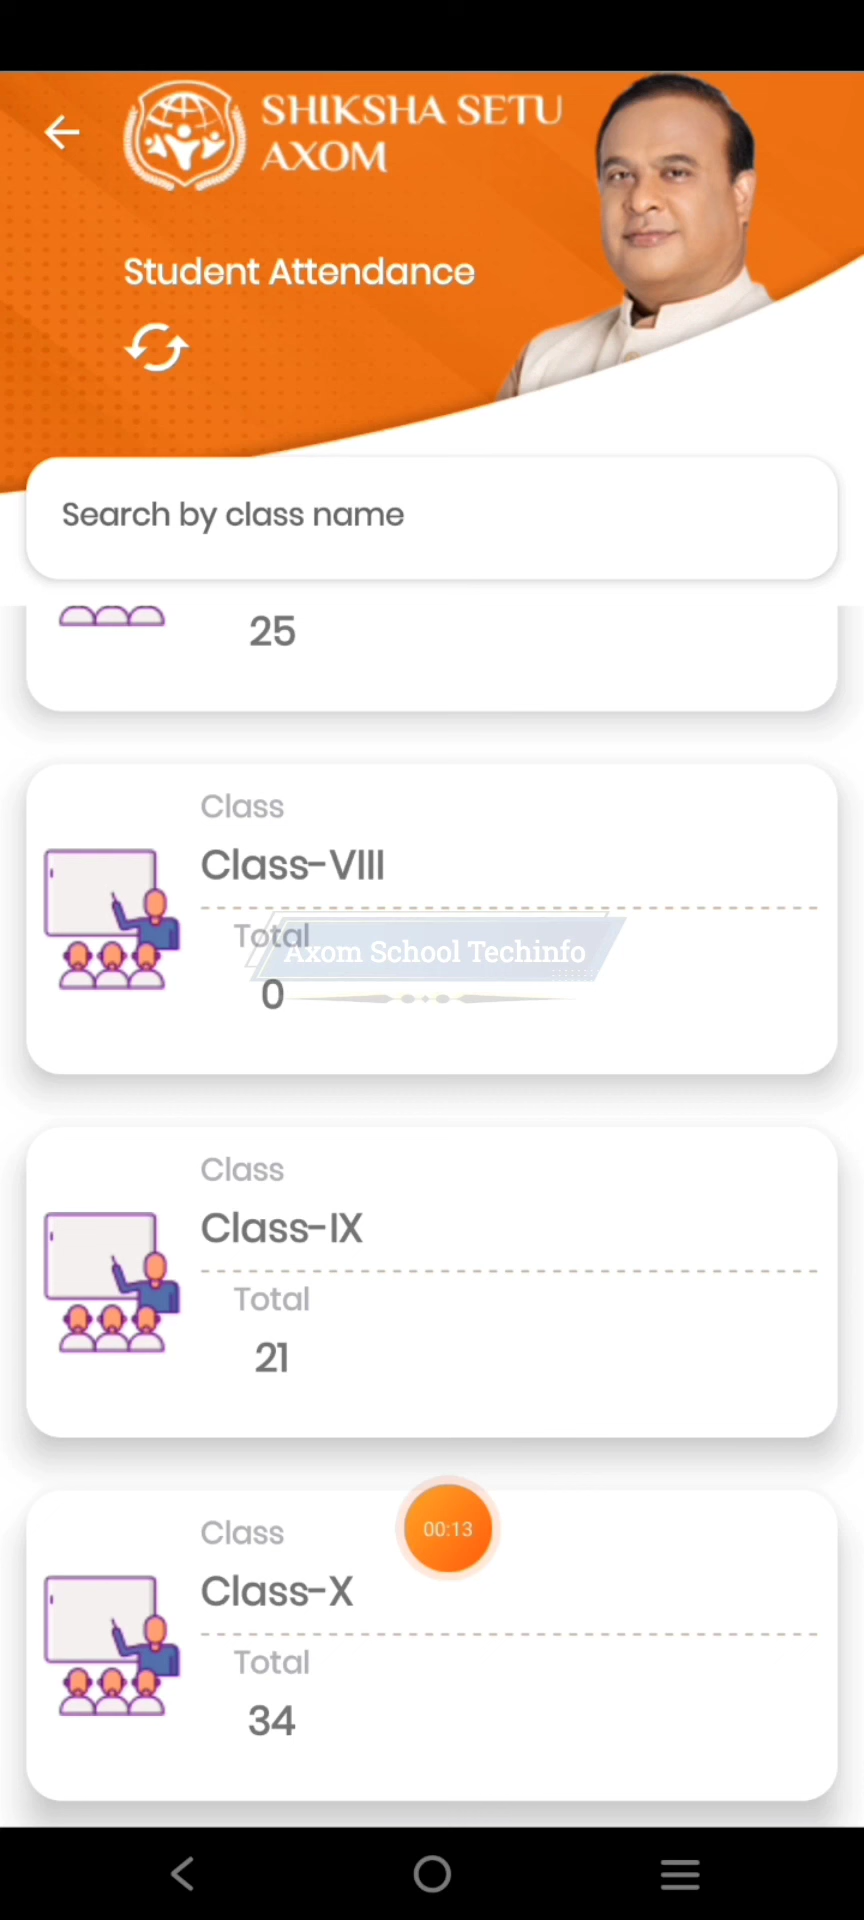 SHIKSHA SETU
AXOM
Student Attendance
Search by class name
25
Class
Class-VIII
Total
Axom School Techinfo
0
Class
Class-IX
Total
21
00:13
Class
Class-X
Total
34